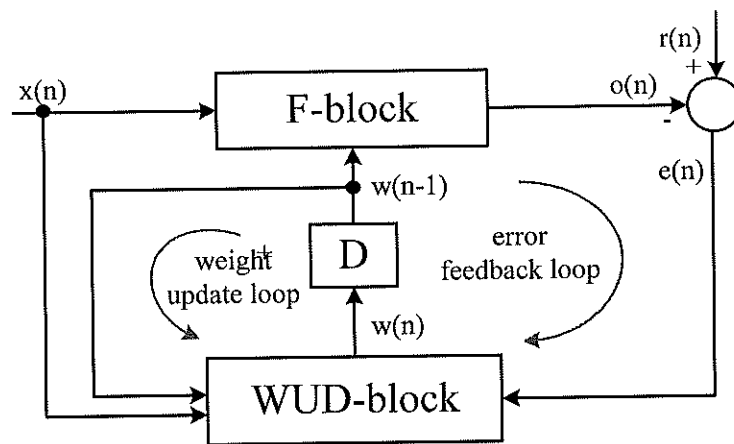 r(n)
+
x(n)
F-block
o(n)
-
e(n)
w(n-1)
weight
update loop
D
error
feedback loop
w(n)
WUD-block